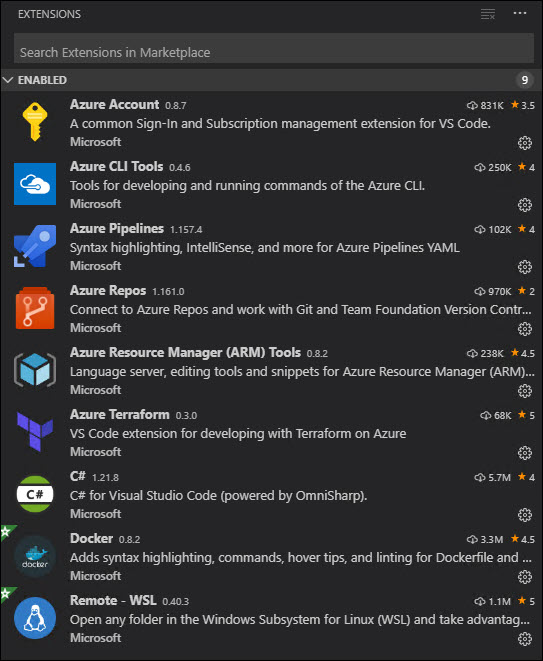 EXTENSIONS
Search Extensions in Marketplace
ENABLED 9
Azure Account 0.8.7 831K 3.5
A common Sign-In and Subscription management extension for VS Code.
Microsoft
Azure CLI Tools 0.4.6 250K 4
Tools for developing and running commands of the Azure CLI.
Microsoft
Azure Pipelines 1.157.4 102K 4
Syntax highlighting, IntelliSense, and more for Azure Pipelines YAML
Microsoft
Azure Repos 1.161.0 970K 2
Connect to Azure Repos and work with Git and Team Foundation Version Contr...
Microsoft
Azure Resource Manager (ARM) Tools 0.8.2 238K 4.5
Language server, editing tools and snippets for Azure Resource Manager (ARM)...
Microsoft
Azure Terraform 0.3.0 68K 5
VS Code extension for developing with Terraform on Azure
Microsoft
C# C# 1.21.8 5.7M 4
C# for Visual Studio Code (powered by OmniSharp).
Microsoft
Docker 0.8.2 3.3M 4.5
docker Adds syntax highlighting, commands, hover tips, and linting for Dockerfile and ...
Microsoft
Remote - WSL 0.40.3 1.1M 5
Open any folder in the Windows Subsystem for Linux (WSL) and take advantag...
Microsoft